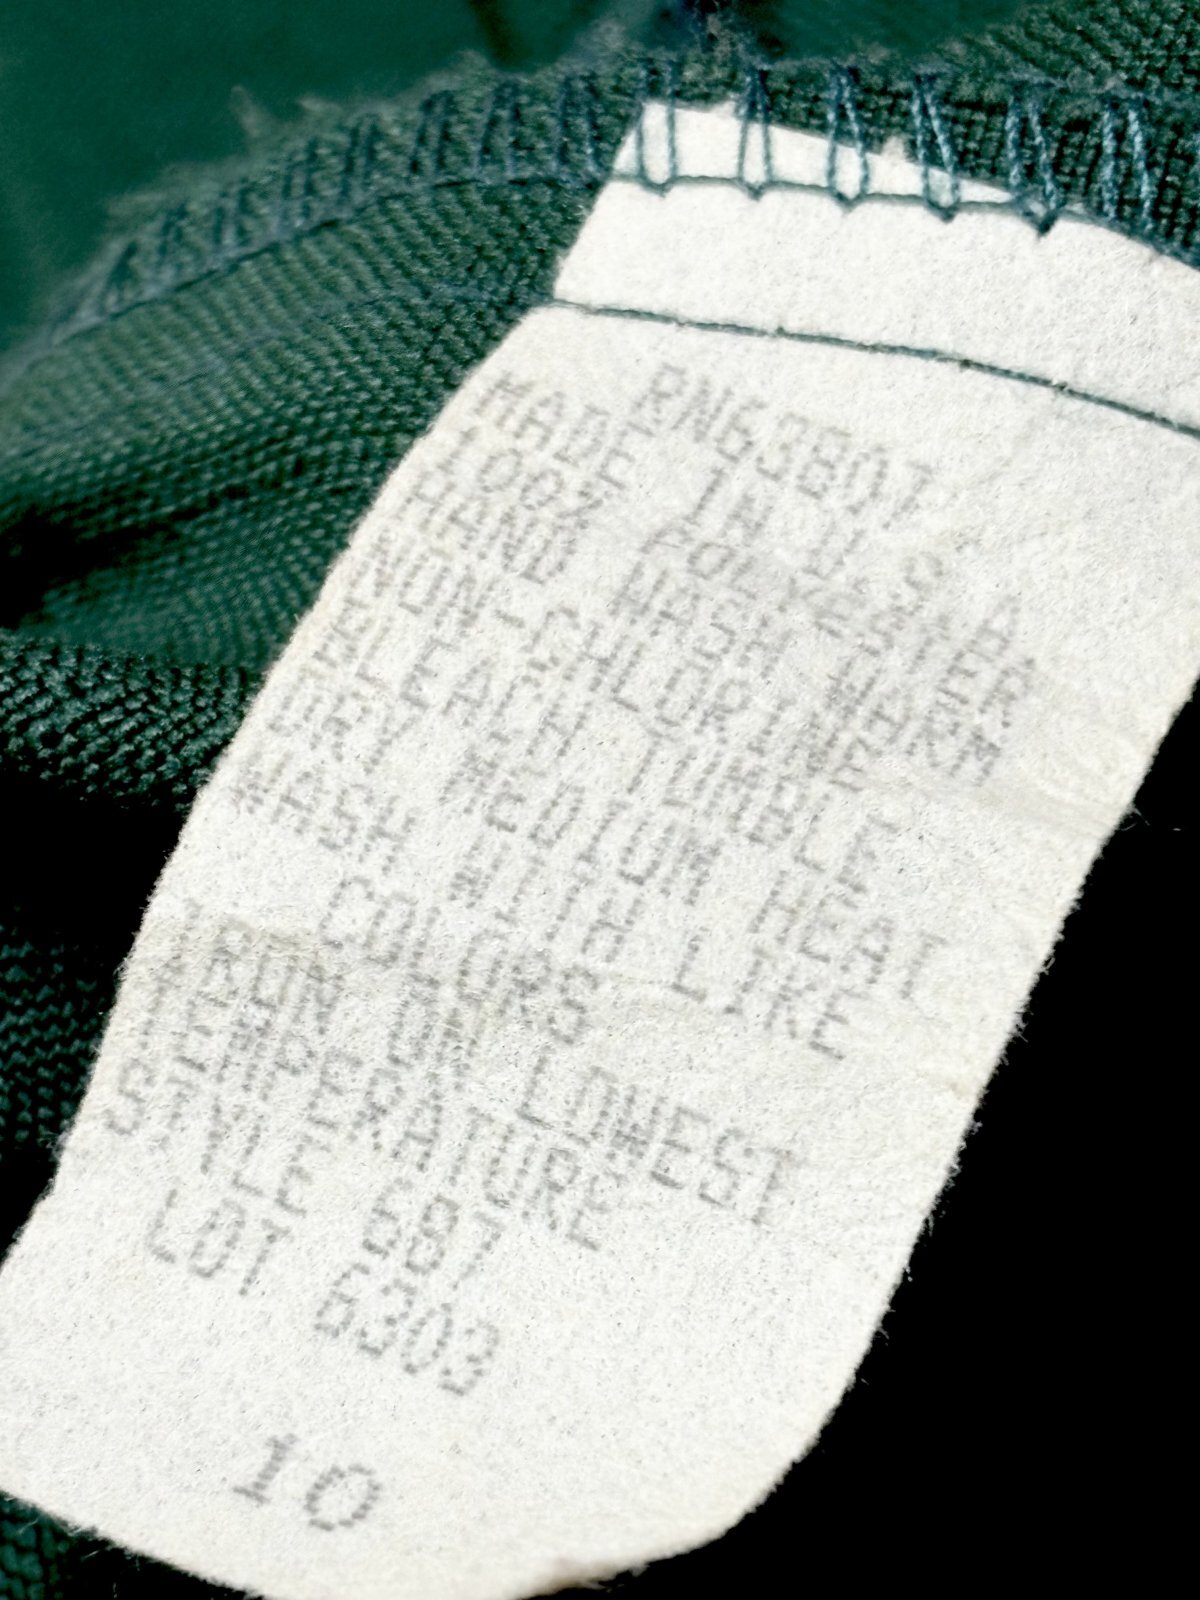 RN63807
MADE IN U.S.A.
100% POLYESTER
HAND WASH WARM
NON-CHLORINE
BLEACH TUMBLE
DRY MEDIUM HEAT
WASH WITH LIKE
COLORS
IRON ON LOWEST
TEMPERATURE
STYLE 687
LOT 6303
10